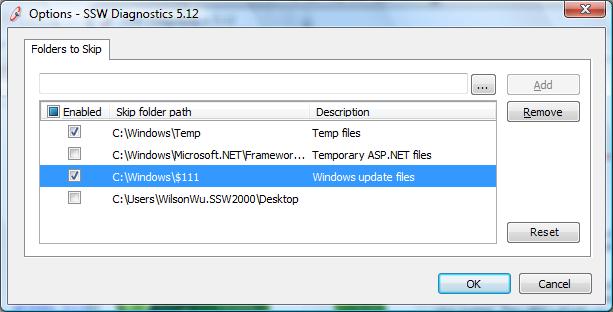 Options - SSW Diagnostics 5.12
Folders to Skip
... Add
Enabled Skip folder path Description
C:\Windows\Temp Temp files
C:\Windows\Microsoft.NET\Framewor... Temporary ASP.NET files
C:\Windows\$111 Windows update files
C:\Users\WilsonWu.SSW2000\Desktop
Remove
Reset
OK Cancel